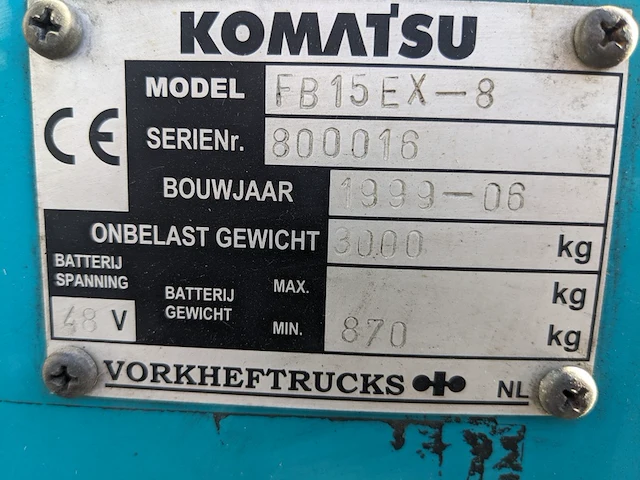 KOMATSU
CE
MODEL FB15EX-8
SERIENr. 800016
BOUWJAAR 1999-06
ONBELAST GEWICHT 3000 kg
BATTERIJ SPANNING 48 V
BATTERIJ GEWICHT
MAX. kg
MIN. 870 kg
VORKHEFTRUCKS NL